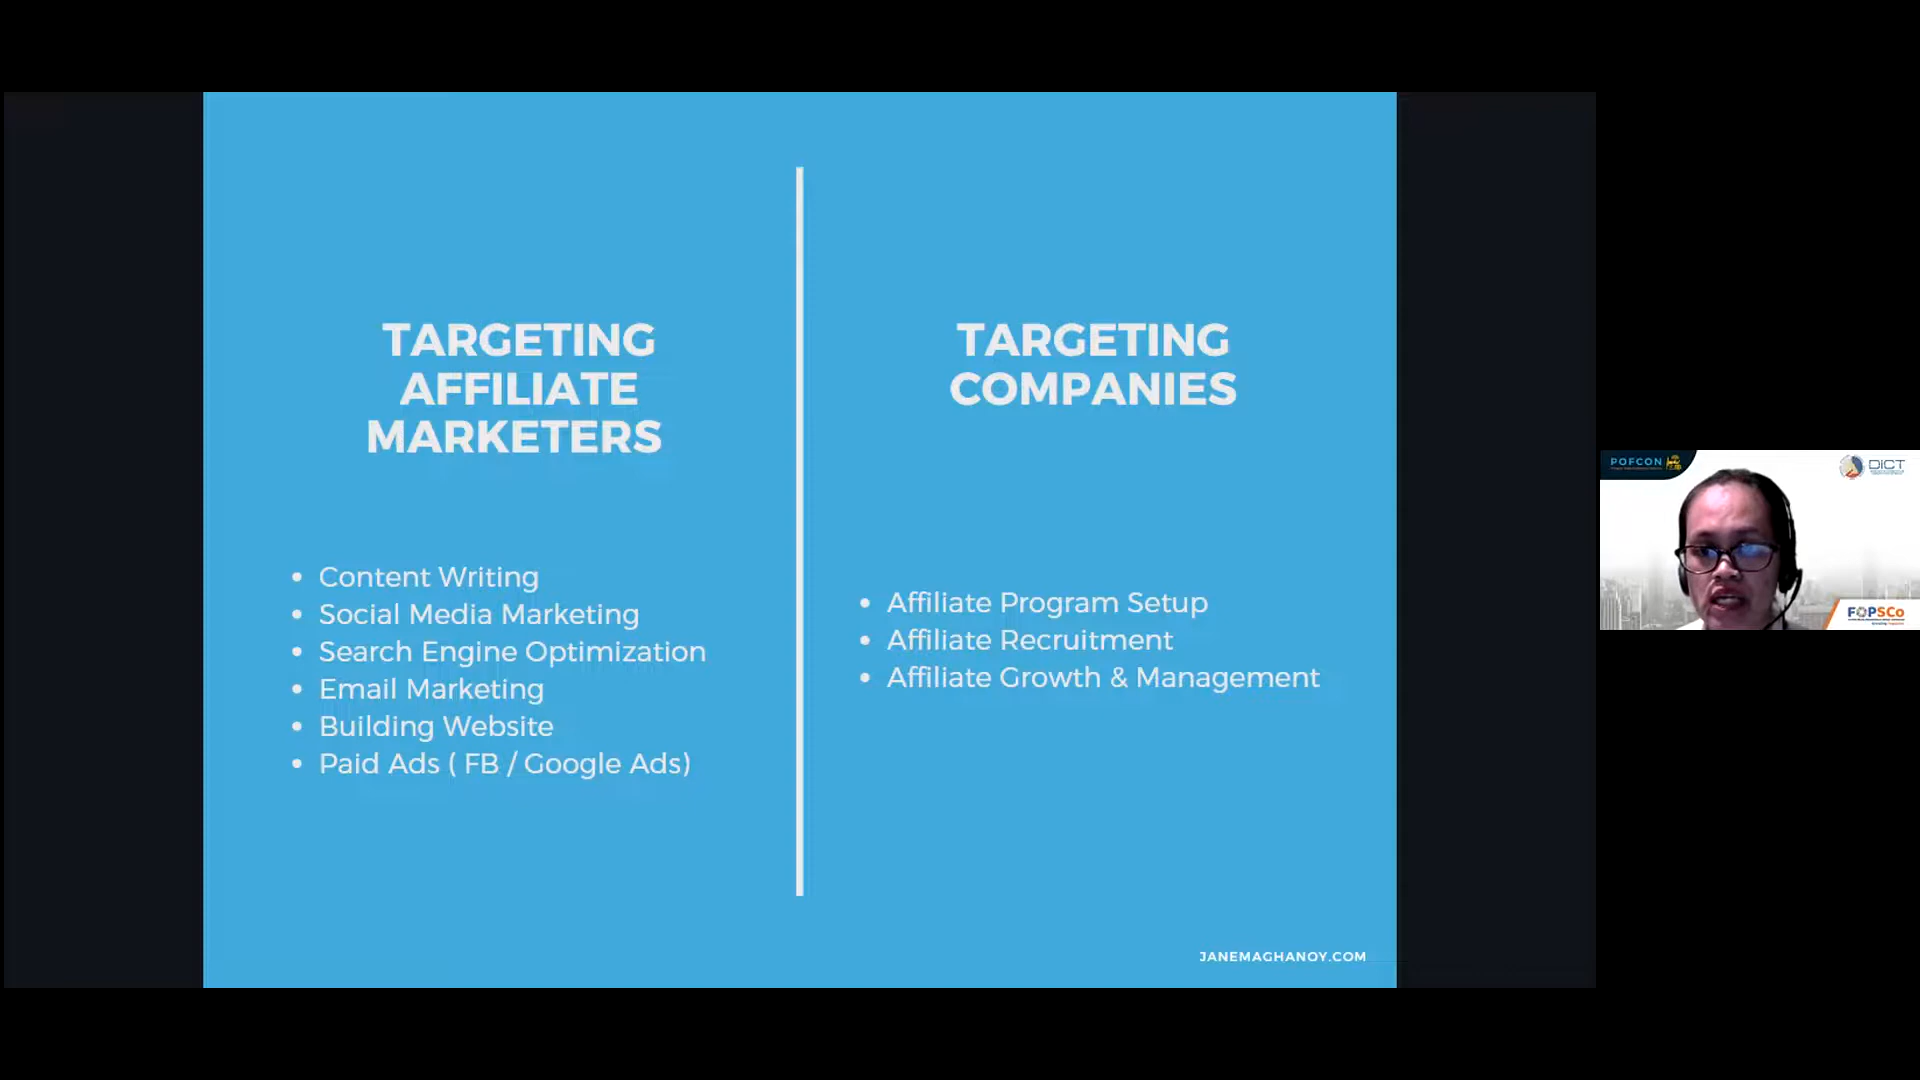 TARGETING
AFFILIATE
MARKETERS
• Content Writing
• Social Media Marketing
• Search Engine Optimization
• Email Marketing
• Building Website
• Paid Ads ( FB / Google Ads)
TARGETING
COMPANIES
• Affiliate Program Setup
• Affiliate Recruitment
• Affiliate Growth & Management
JANEMAGHANOY.COM
POFCON
DICT
FOPSCo